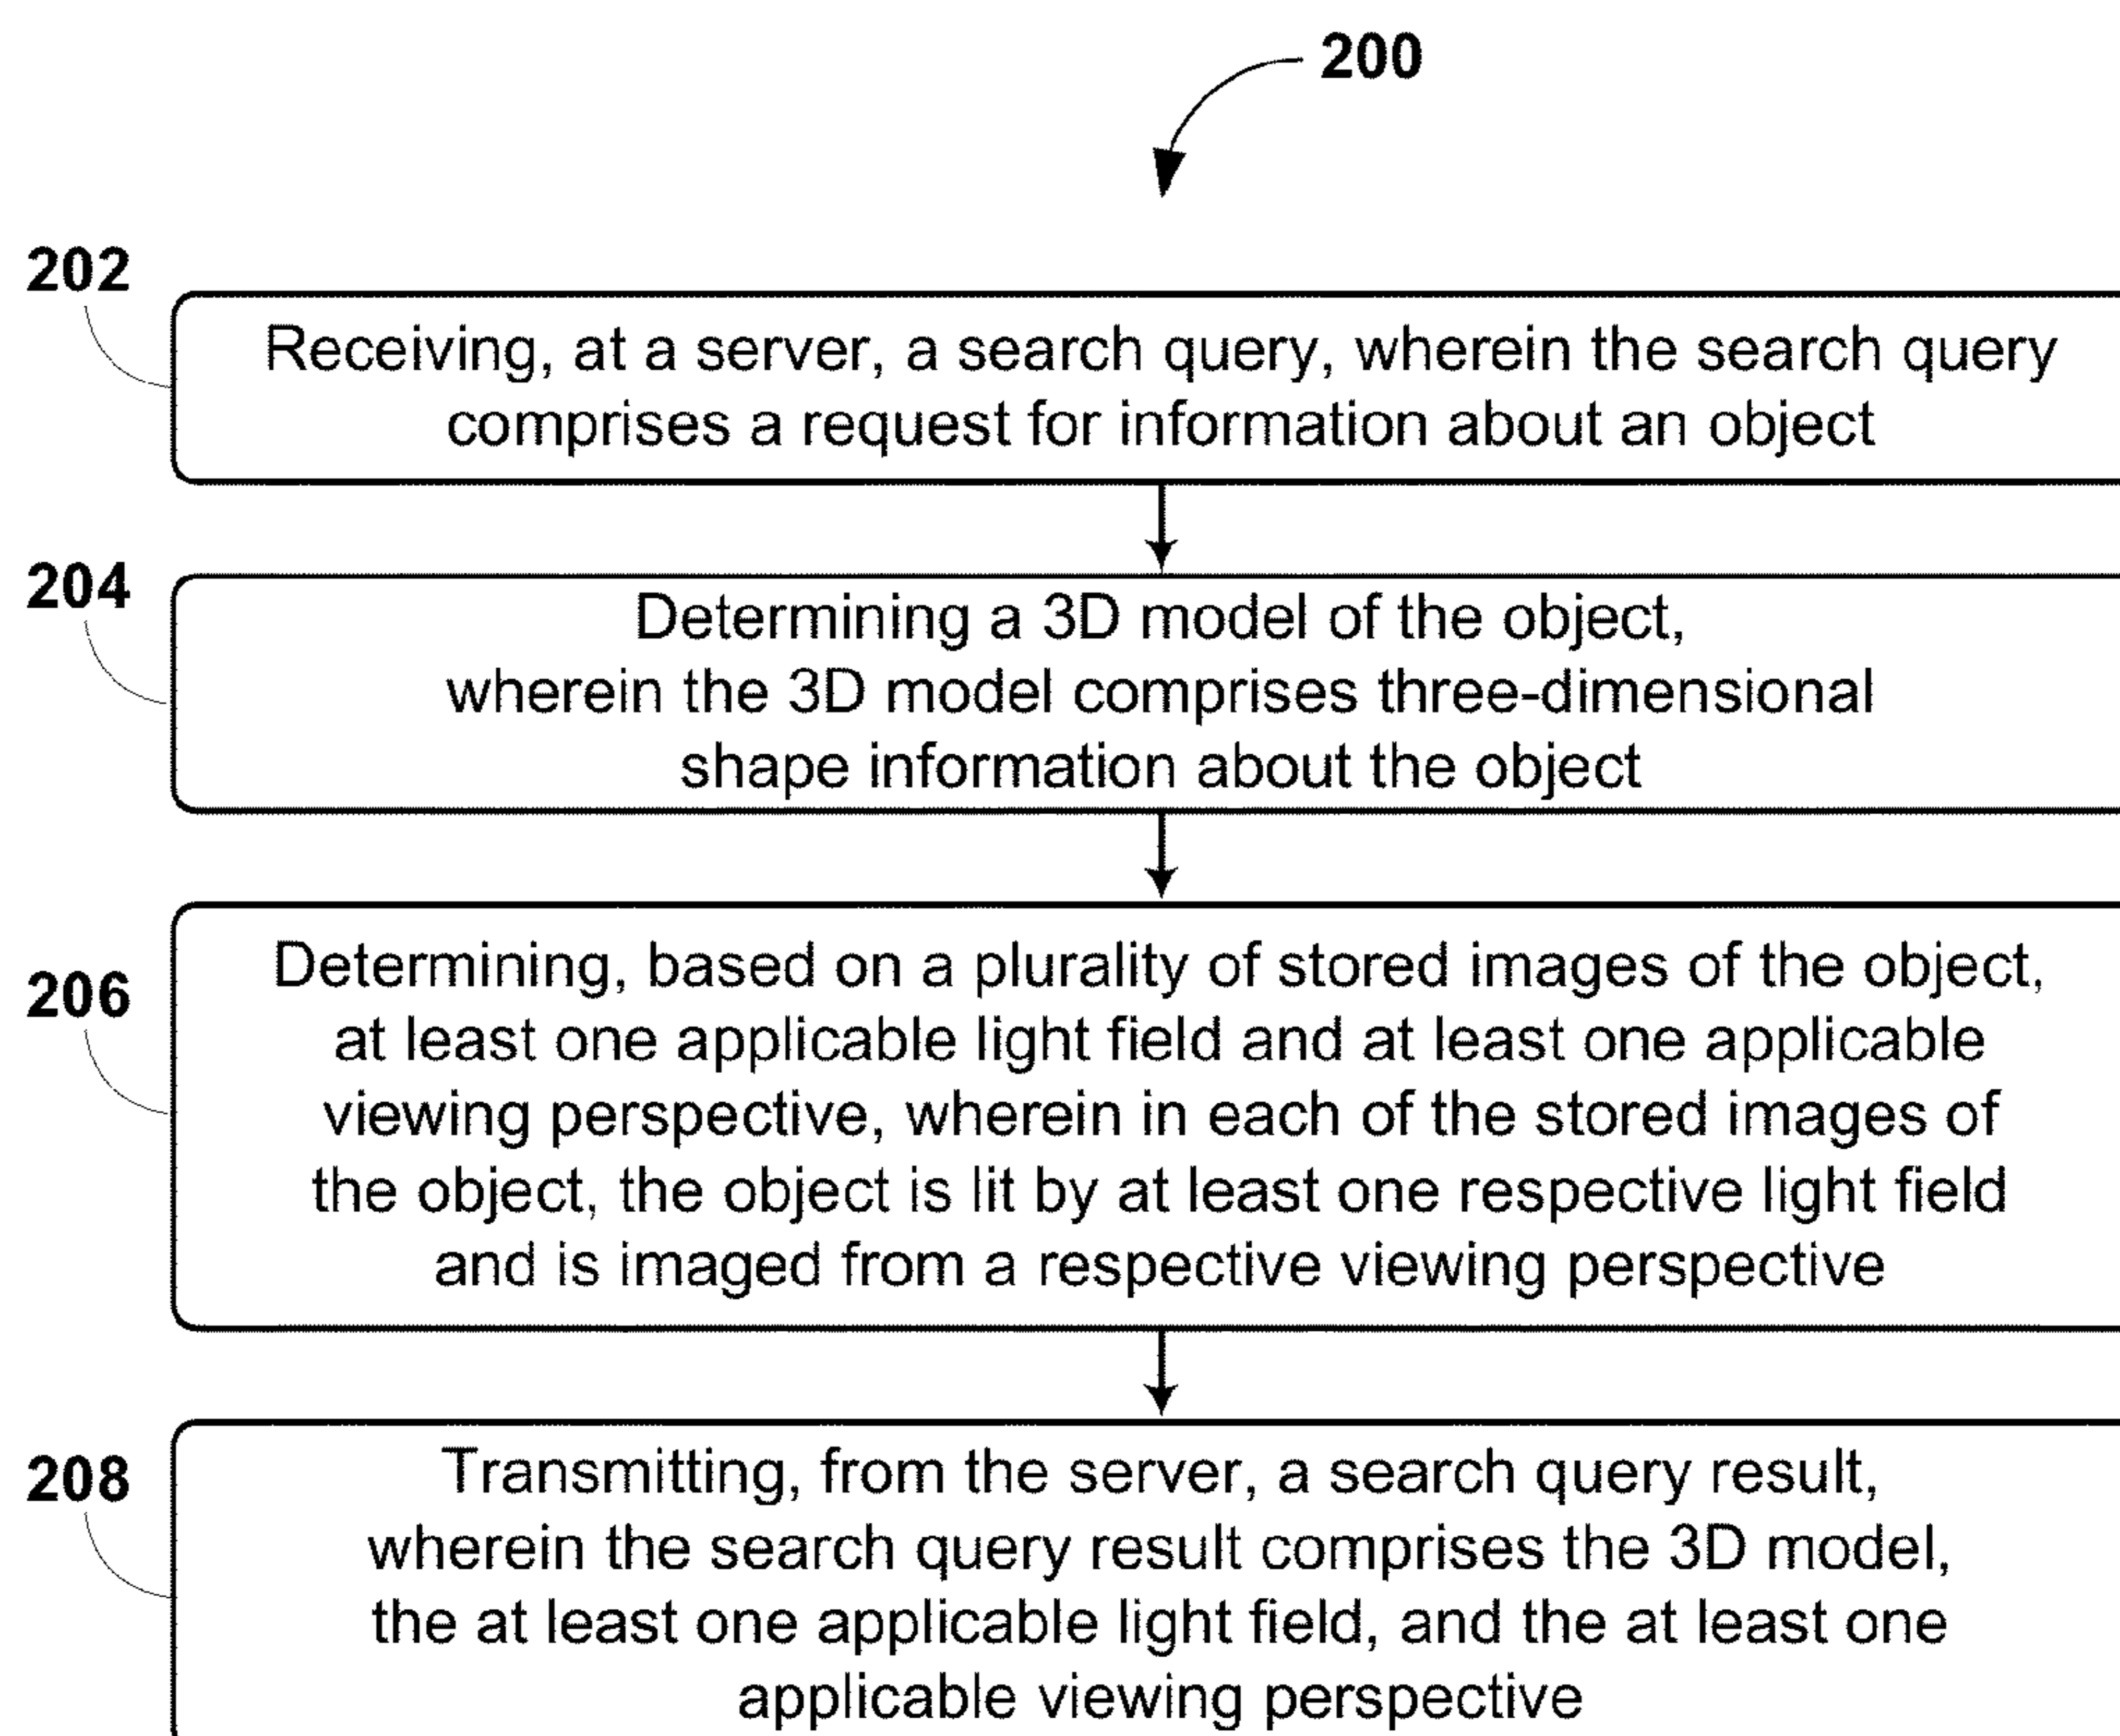 200
202
Receiving, at a server, a search query, wherein the search query
comprises a request for information about an object
204
Determining a 3D model of the object,
wherein the 3D model comprises three-dimensional
shape information about the object
206
Determining, based on a plurality of stored images of the object,
at least one applicable light field and at least one applicable
viewing perspective, wherein in each of the stored images of
the object, the object is lit by at least one respective light field
and is imaged from a respective viewing perspective
208
Transmitting, from the server, a search query result,
wherein the search query result comprises the 3D model,
the at least one applicable light field, and the at least one
applicable viewing perspective